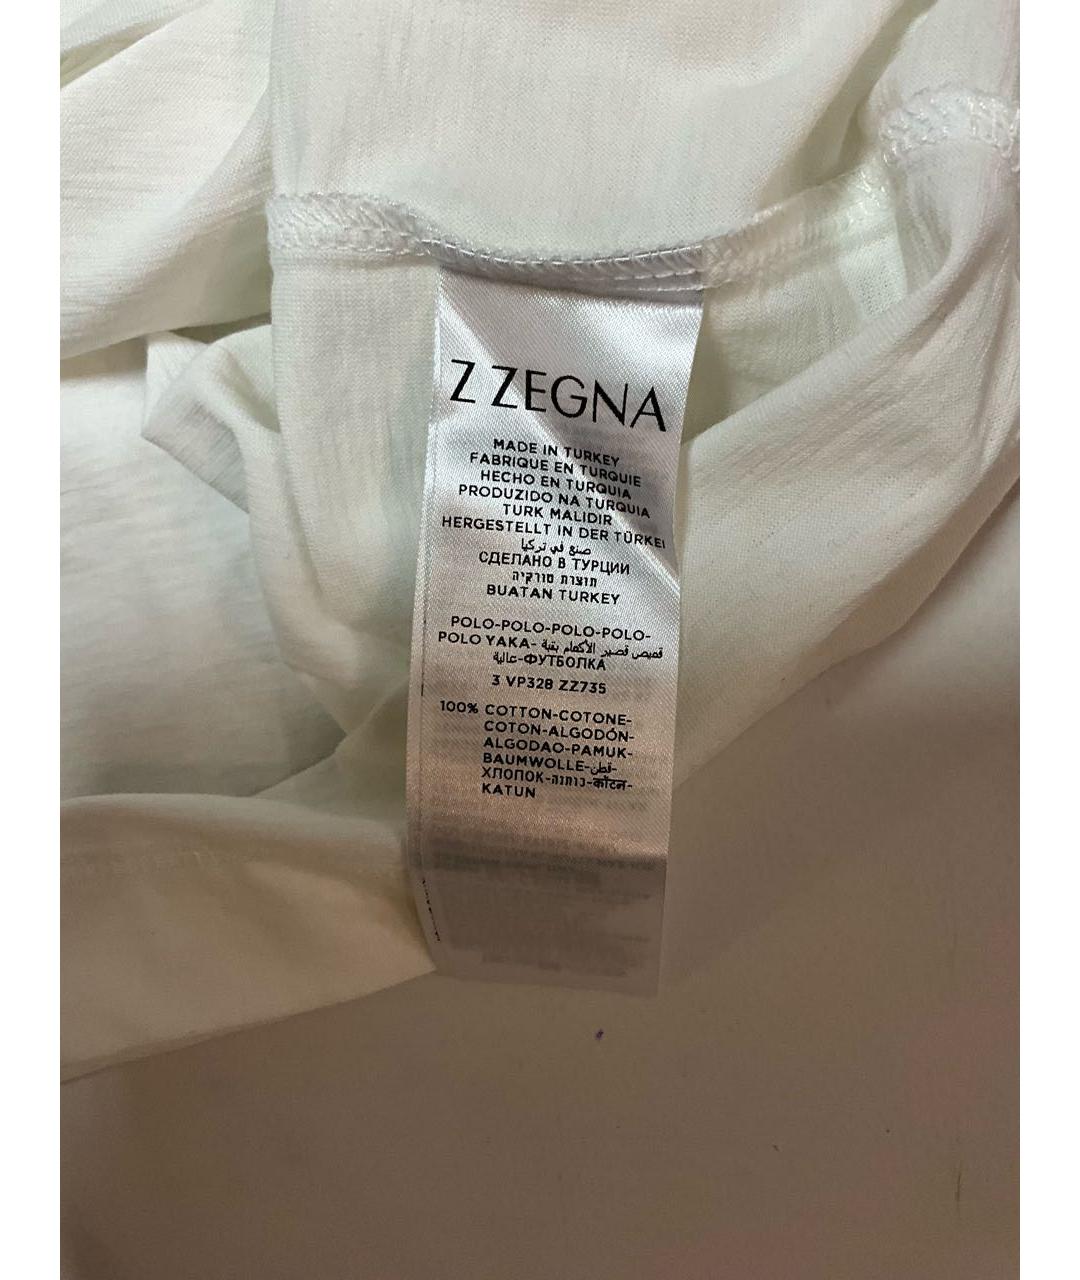 Z ZEGNA
MADE IN TURKEY
FABRIQUE EN TURQUIE
HECHO EN TURQUIA
PRODUZIDO NA TURQUIA
TURK MALIDIR
HERGESTELLT IN DER TÜRKEI
صنع في تركيا
СДЕЛАНО В ТУРЦИИ
תוצרת טורקיה
BUATAN TURKEY
POLO-POLO-POLO-POLO-
POLO YAKA-قميص قصير الأكمام بقبة
عالية-ФУТБОЛКА
3 VP328 ZZ735
100% COTTON-COTONE-
COTON-ALGODÓN-
ALGODAO-PAMUK-
BAUMWOLLE-قطن-
ХЛОПОК-כותנה-कॉटन-
KATUN